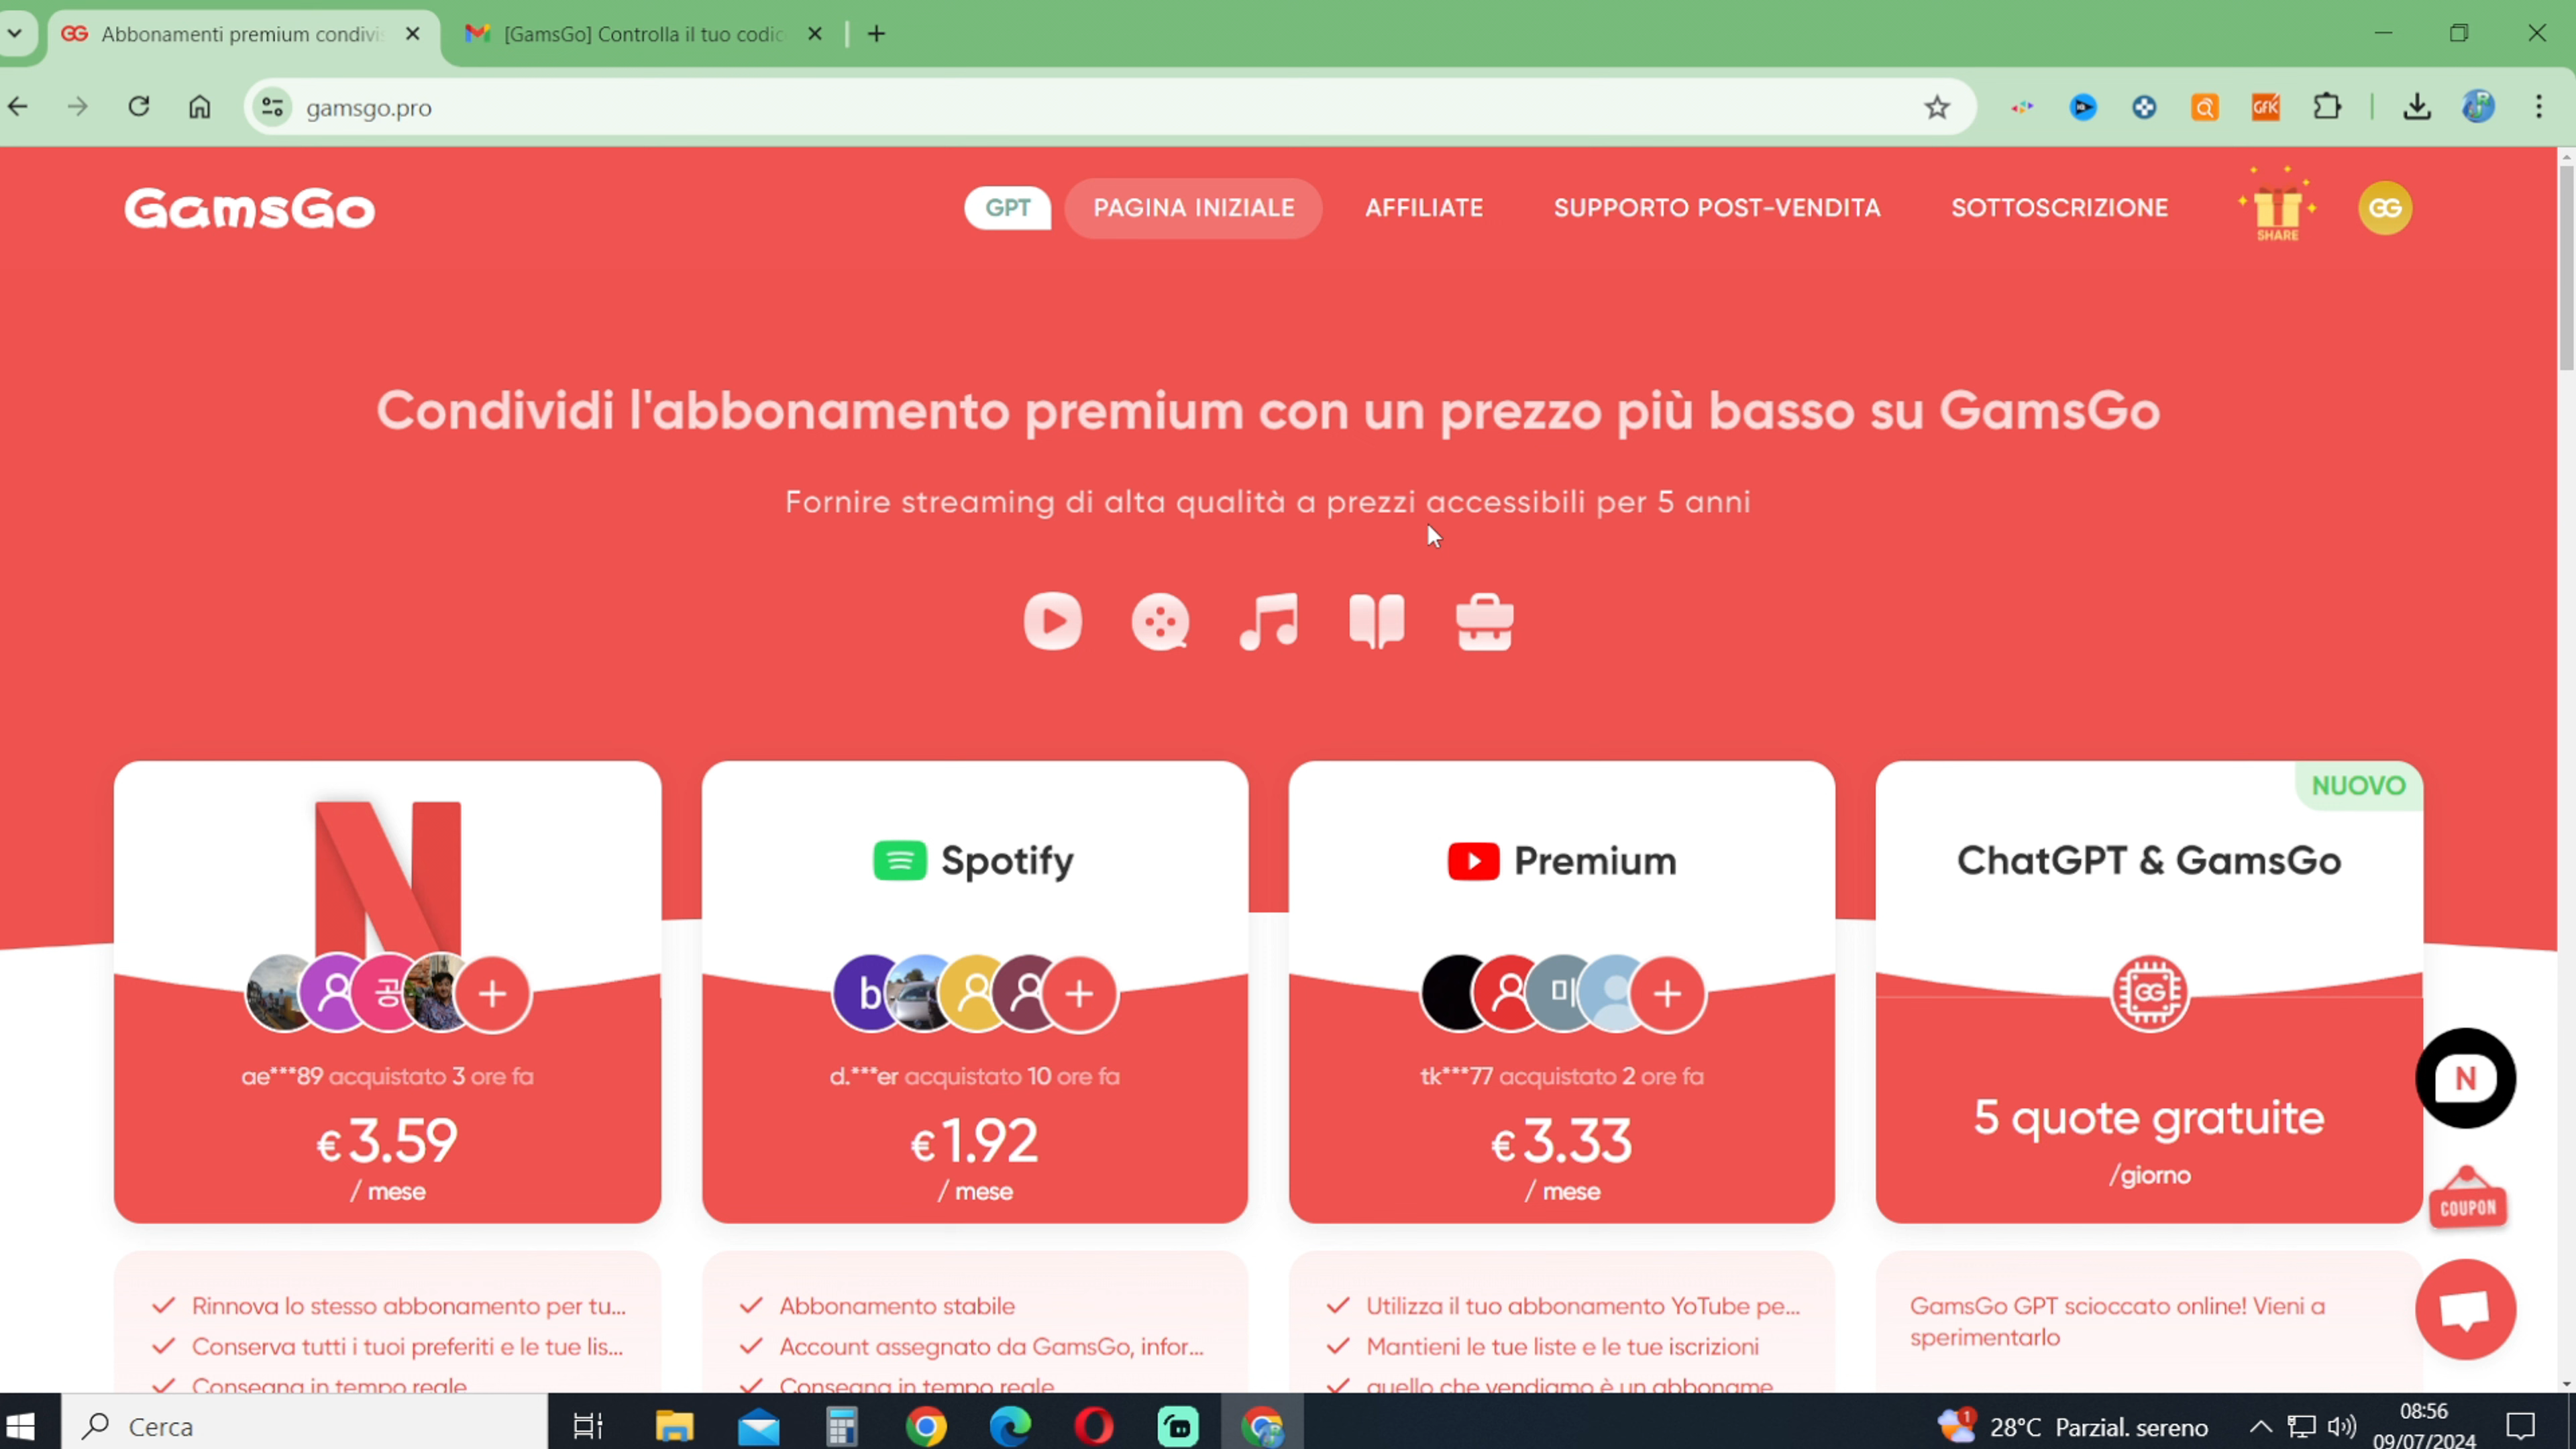 Abbonamenti premium condivi
[GamsGo] Controlla il tuo codic
gamsgo.pro
GamsGo
GPT
PAGINA INIZIALE
AFFILIATE
SUPPORTO POST-VENDITA
SOTTOSCRIZIONE
SHARE
Condividi l'abbonamento premium con un prezzo più basso su GamsGo
Fornire streaming di alta qualità a prezzi accessibili per 5 anni
N
공
ae***89 acquistato 3 ore fa
€3.59
/ mese
Spotify
b
d.***er acquistato 10 ore fa
€1.92
/ mese
Premium
미
tk***77 acquistato 2 ore fa
€3.33
/ mese
NUOVO
ChatGPT & GamsGo
5 quote gratuite
/giorno
N
COUPON
Rinnova lo stesso abbonamento per tu...
Conserva tutti i tuoi preferiti e le tue lis...
Consegna in tempo reale
Abbonamento stabile
Account assegnato da GamsGo, infor...
Consegna in tempo reale
Utilizza il tuo abbonamento YoTube pe...
Mantieni le tue liste e le tue iscrizioni
quello che vendiamo è un abboname
GamsGo GPT scioccato online! Vieni a
sperimentarlo
Cerca
1
28°C Parzial. sereno
08:56
09/07/2024